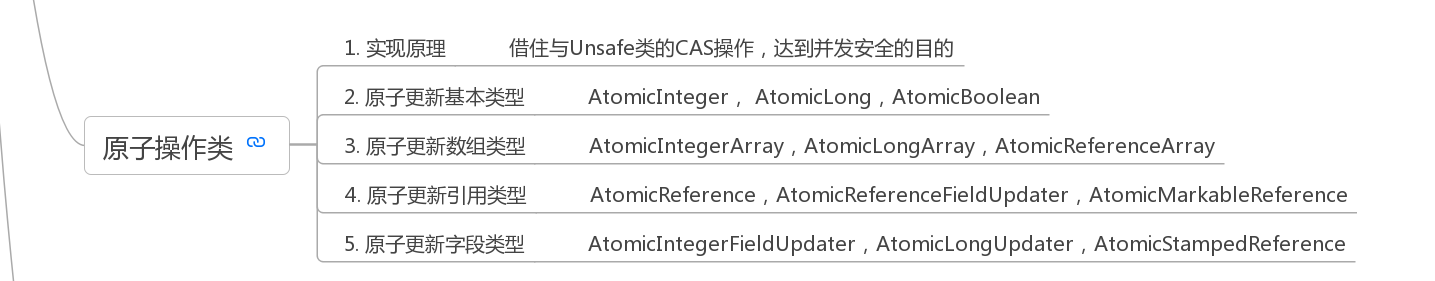 1. 实现原理 借住与Unsafe类的CAS操作，达到并发安全的目的
2. 原子更新基本类型 AtomicInteger， AtomicLong，AtomicBoolean
原子操作类
3. 原子更新数组类型 AtomicIntegerArray，AtomicLongArray，AtomicReferenceArray
4. 原子更新引用类型 AtomicReference，AtomicReferenceFieldUpdater，AtomicMarkableReference
5. 原子更新字段类型 AtomicIntegerFieldUpdater，AtomicLongUpdater，AtomicStampedReference